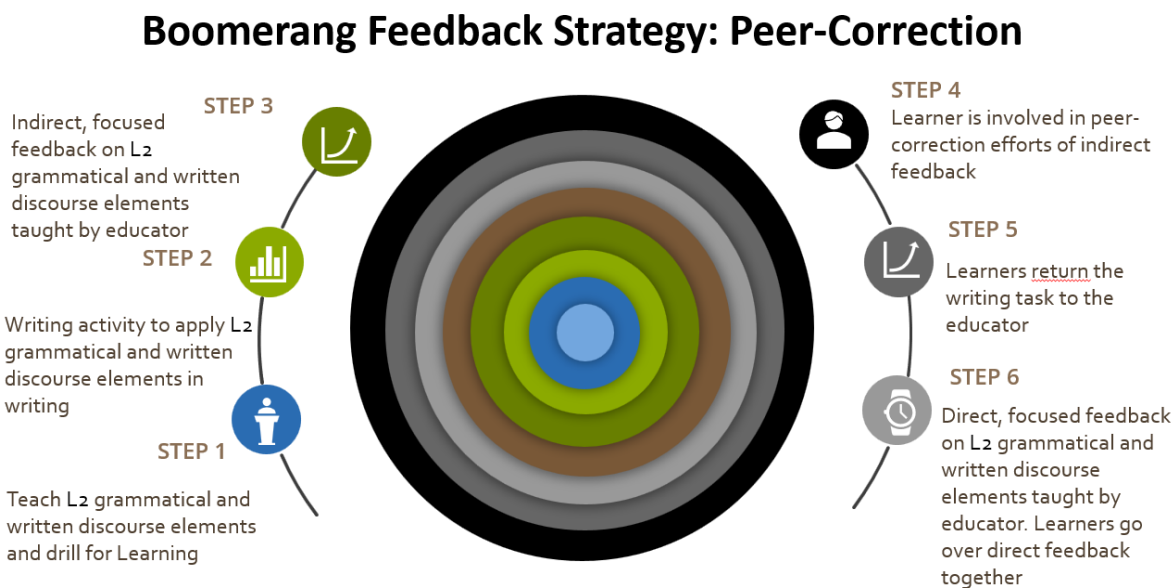 Boomerang Feedback Strategy: Peer-Correction
STEP 3
Indirect, focused
feedback on L2
grammatical and written
discourse elements
taught by educator
STEP 2
Writing activity to apply L2
grammatical and written
discourse elements in
writing
STEP 1
Teach L2 grammatical and
written discourse elements
and drill for Learning
STEP 4
Learner is involved in peer-
correction efforts of indirect
feedback
STEP 5
Learners return the
writing task to the
educator
STEP 6
Direct, focused feedback
on L2 grammatical and
written discourse
elements taught by
educator. Learners go
over direct feedback
together